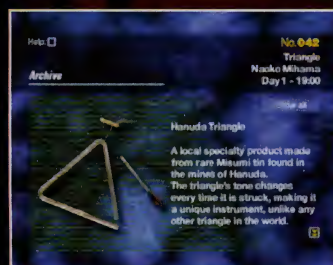 Help:
No.042
Triangle
Naoko Mihama
Day1 - 19:00
Archive
Show all
Hanuda Triangle
A local specialty product made
from rare Misumi tin found in
the mines of Hanuda.
The triangle's tone changes
every time it is struck, making it
a unique instrument, unlike any
other triangle in the world.